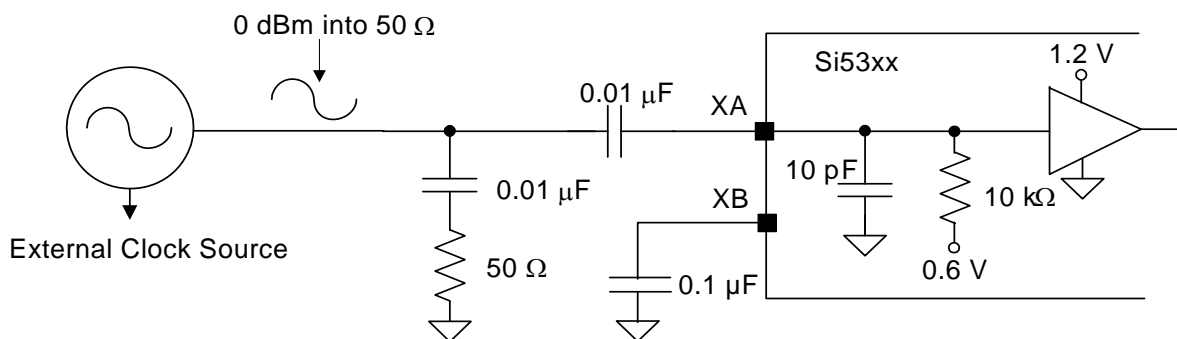 0 dBm into 50 Ω
Si53xx
1.2 V
0.01 μF
XA
0.01 μF
10 pF
10 kΩ
XB
External Clock Source
50 Ω
0.1 μF
0.6 V